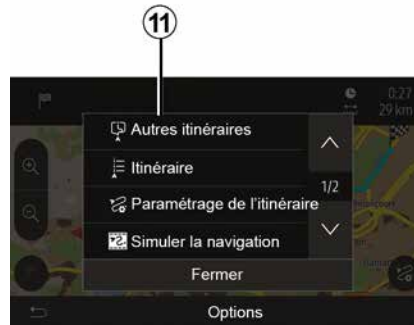 11
0:27
29 km
Autres itinéraires
Itinéraire
1/2
Paramétrage de l'itinéraire
Simuler la navigation
Fermer
Options